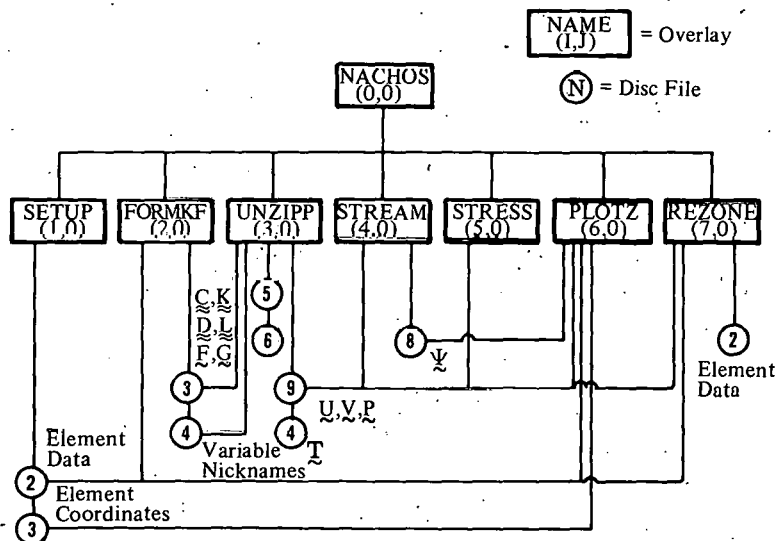 NAME
(I,J)
= Overlay
N = Disc File
NACHOS
(0,0)
SETUP
(1,0)
FORMKF
(2,0)
UNZIPP
(3,0)
STREAM
(4,0)
STRESS
(5,0)
PLOTZ
(6,0)
REZONE
(7,0)
C,K
D,L
F,G
5
6
8
Ψ
2
Element
Data
3
4
Variable
Nicknames
9
U,V,P
4
T
Element
Data
2
Element
Coordinates
3